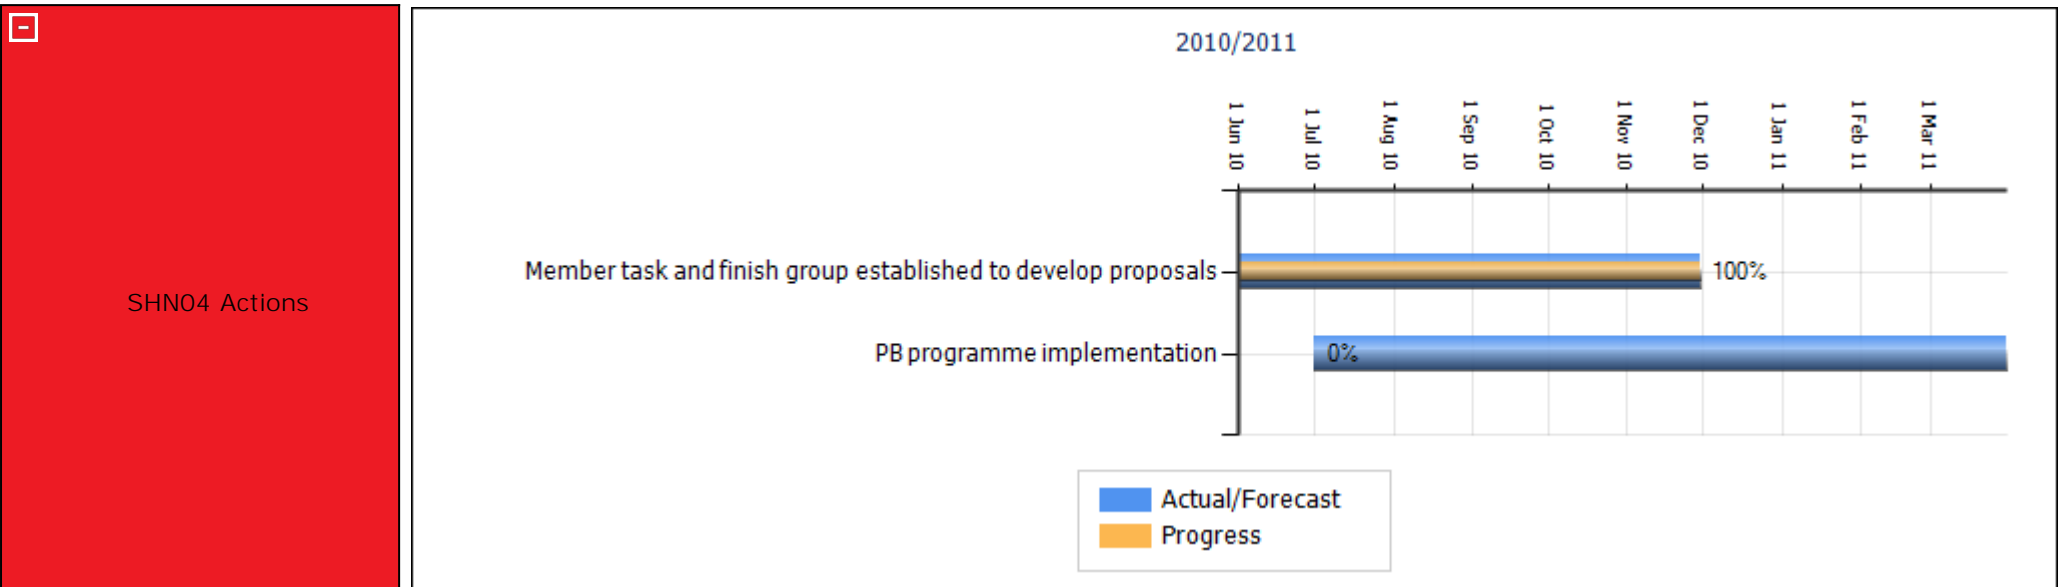 -
SHN04 Actions
2010/2011
1 Jun 10
1 Jul 10
1 Aug 10
1 Sep 10
1 Oct 10
1 Nov 10
1 Dec 10
1 Jan 11
1 Feb 11
1 Mar 11
Member task and finish group established to develop proposals
100%
PB programme implementation
0%
Actual/Forecast
Progress